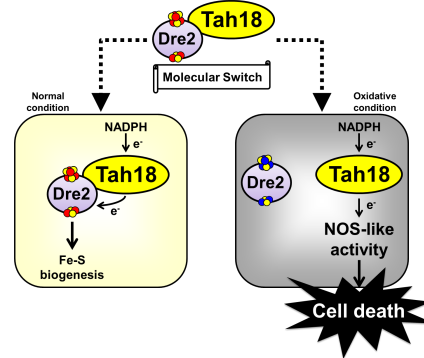 Tah18
Dre2
Molecular Switch
Normal
condition
Oxidative
condition
NADPH
e-
Tah18
Dre2
e-
Fe-S
biogenesis
NADPH
e-
Dre2
Tah18
e-
NOS-like
activity
Cell death